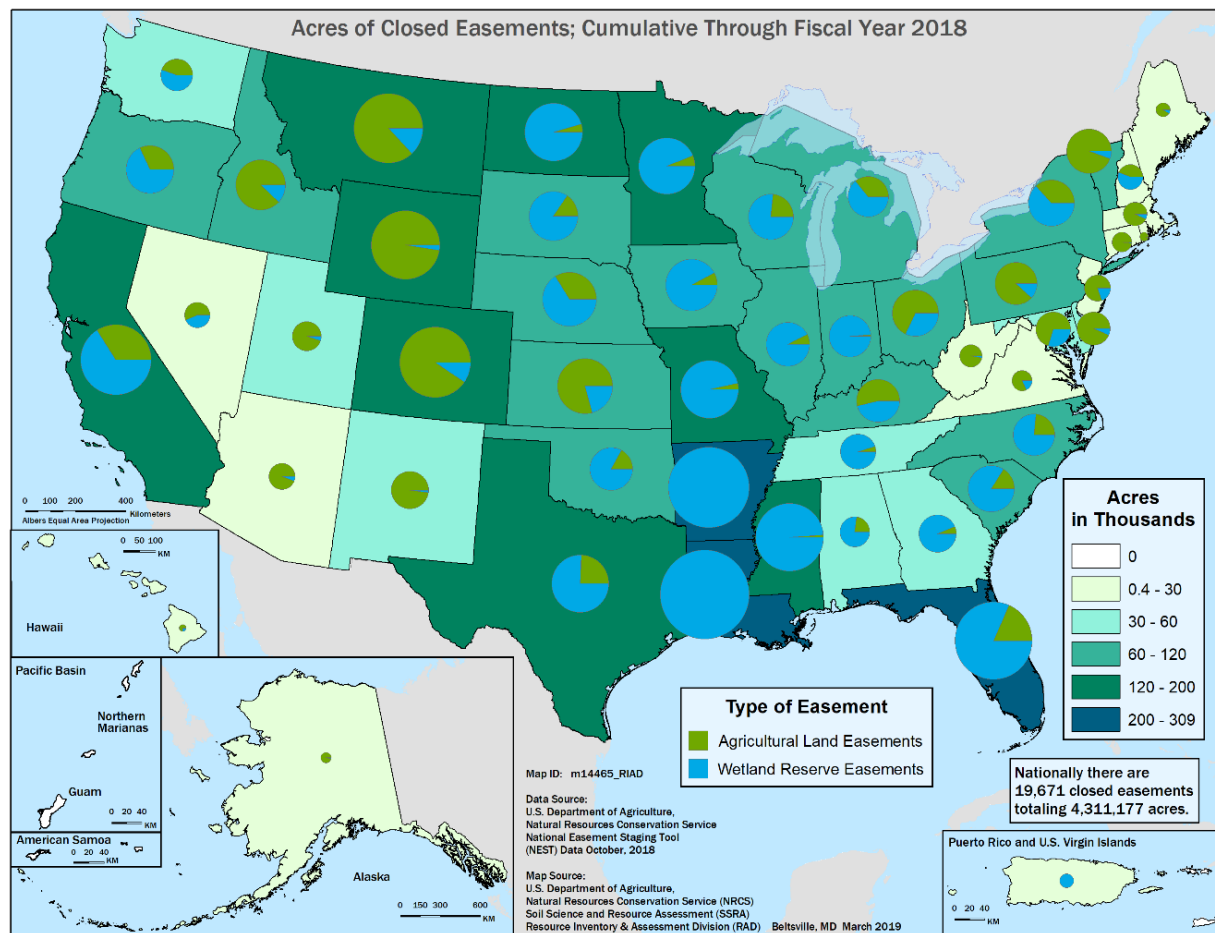 Acres of Closed Easements; Cumulative Through Fiscal Year 2018
0 100 200 400
Kilometers
Albers Equal Area Projection
0 50 100
KM
Hawaii
Pacific Basin
Northern
Marianas
Guam
0 20 40
KM
American Samoa
0 20 40
KM
Alaska
0 150 300 600
KM
Map ID: m14465_RIAD
Data Source:
U.S. Department of Agriculture,
Natural Resources Conservation Service
National Easement Staging Tool
(NEST) Data October, 2018
Map Source:
U.S. Department of Agriculture,
Natural Resources Conservation Service (NRCS)
Soil Science and Resource Assessment (SSRA)
Resource Inventory & Assessment Division (RAD) Beltsville, MD March 2019
Type of Easement
Agricultural Land Easements
Wetland Reserve Easements
Acres
in Thousands
0
0.4 - 30
30 - 60
60 - 120
120 - 200
200 - 309
Nationally there are
19,671 closed easements
totaling 4,311,177 acres.
Puerto Rico and U.S. Virgin Islands
0 20 40
KM